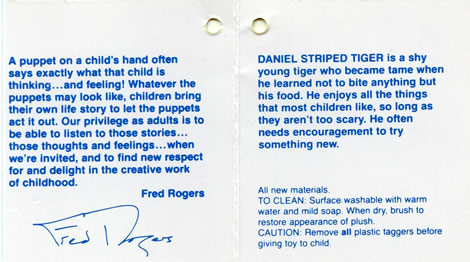 A puppet on a child's hand often
says exactly what that child is
thinking...and feeling! Whatever the
puppets may look like, children bring
their own life story to let the puppets
act it out. Our privilege as adults is to
be able to listen to those stories...
those thoughts and feelings...when
we're invited, and to find new respect
for and delight in the creative work
of childhood.
Fred Rogers
Fred Rogers
DANIEL STRIPED TIGER is a shy
young tiger who became tame when
he learned not to bite anything but
his food. He enjoys all the things
that most children like, so long as
they aren't too scary. He often
needs encouragement to try
something new.
All new materials.
TO CLEAN: Surface washable with warm
water and mild soap. When dry, brush to
restore appearance of plush.
CAUTION: Remove all plastic taggers before
giving toy to child.